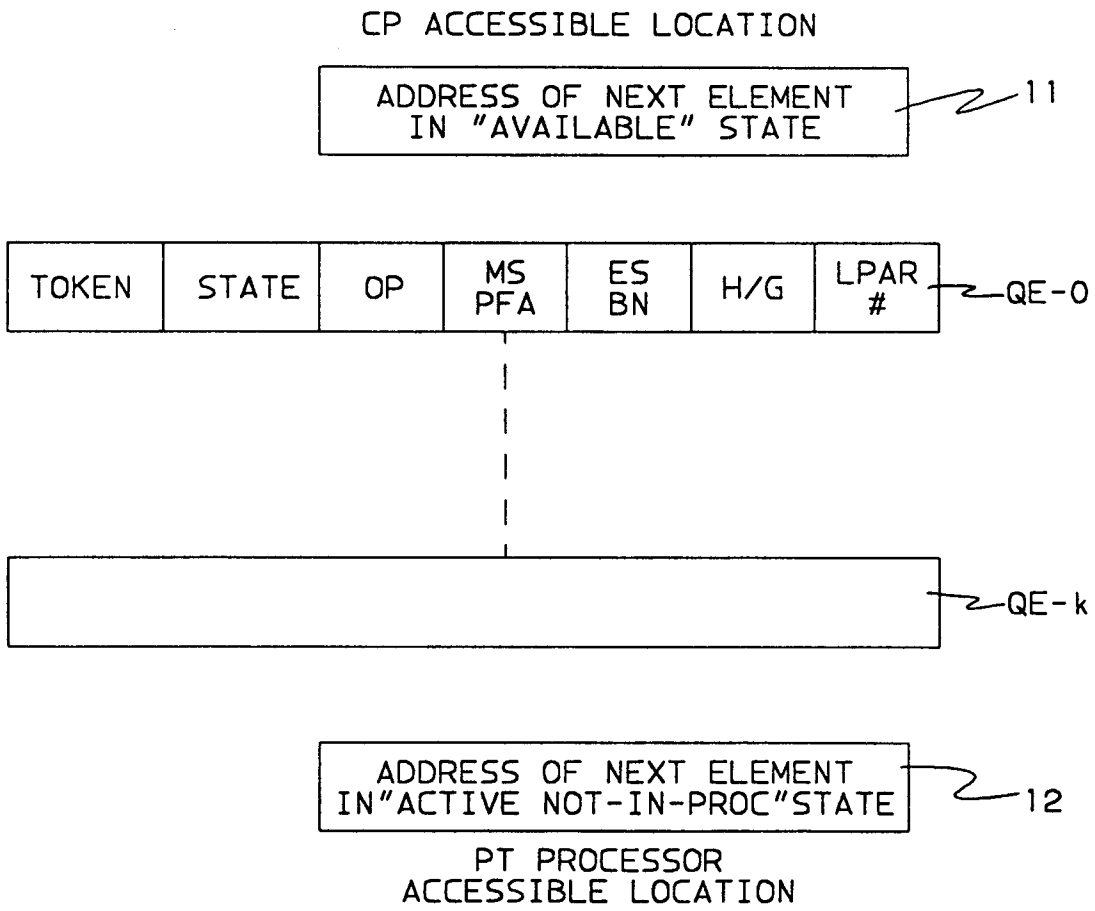 CP ACCESSIBLE LOCATION
ADDRESS OF NEXT ELEMENT
IN "AVAILABLE" STATE
11
TOKEN STATE OP MS PFA ES BN H/G LPAR #
QE-0
QE-k
ADDRESS OF NEXT ELEMENT
IN"ACTIVE NOT-IN-PROC"STATE
12
PT PROCESSOR
ACCESSIBLE LOCATION